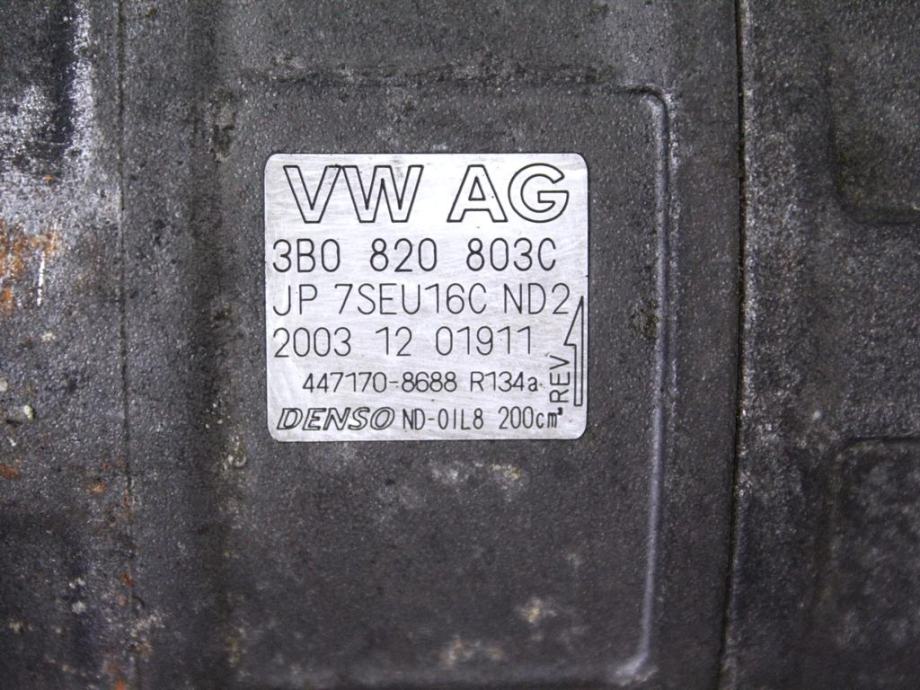 VW AG
3B0 820 803C
JP 7SEU16C ND2
2003 12 01911
447170-8688 R134a
REV
DENSO ND-OIL8 200cm³